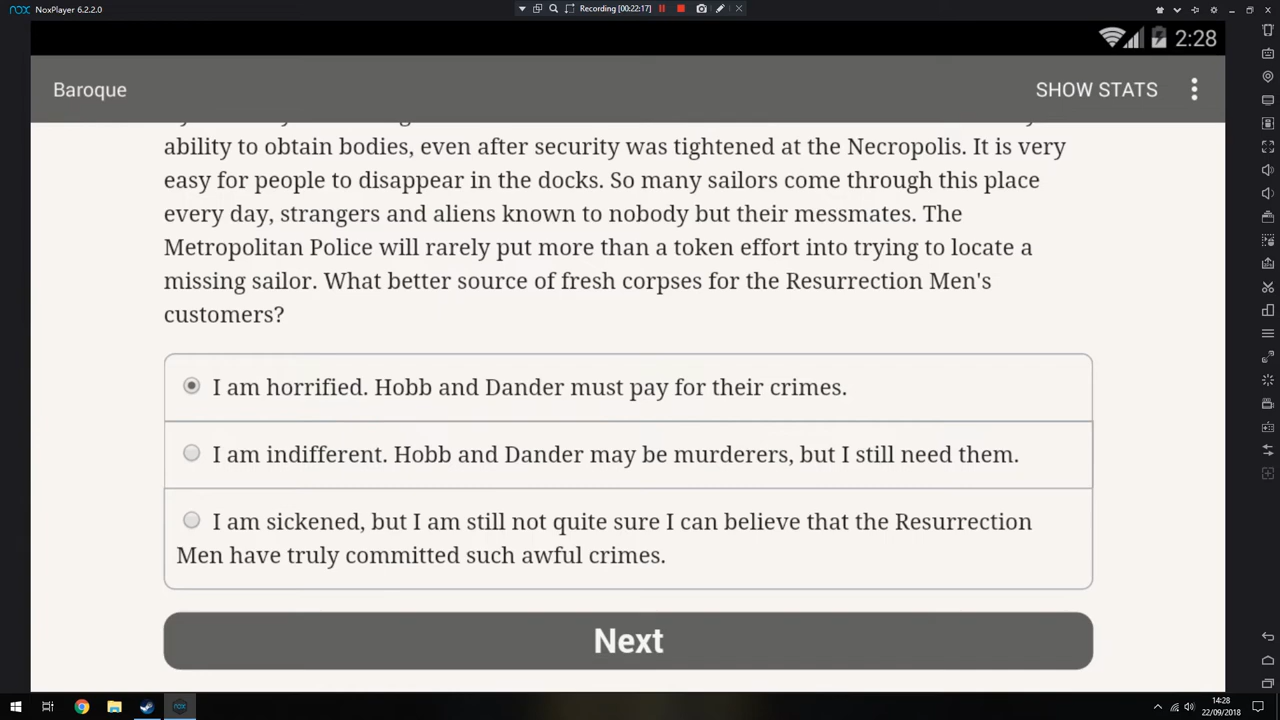 NoxPlayer 6.2.2.0
Recording [00:22:17]
2:28
Baroque
SHOW STATS
ability to obtain bodies, even after security was tightened at the Necropolis. It is very
easy for people to disappear in the docks. So many sailors come through this place
every day, strangers and aliens known to nobody but their messmates. The
Metropolitan Police will rarely put more than a token effort into trying to locate a
missing sailor. What better source of fresh corpses for the Resurrection Men's
customers?
I am horrified. Hobb and Dander must pay for their crimes.
I am indifferent. Hobb and Dander may be murderers, but I still need them.
I am sickened, but I am still not quite sure I can believe that the Resurrection
Men have truly committed such awful crimes.
Next
14:28
22/09/2018